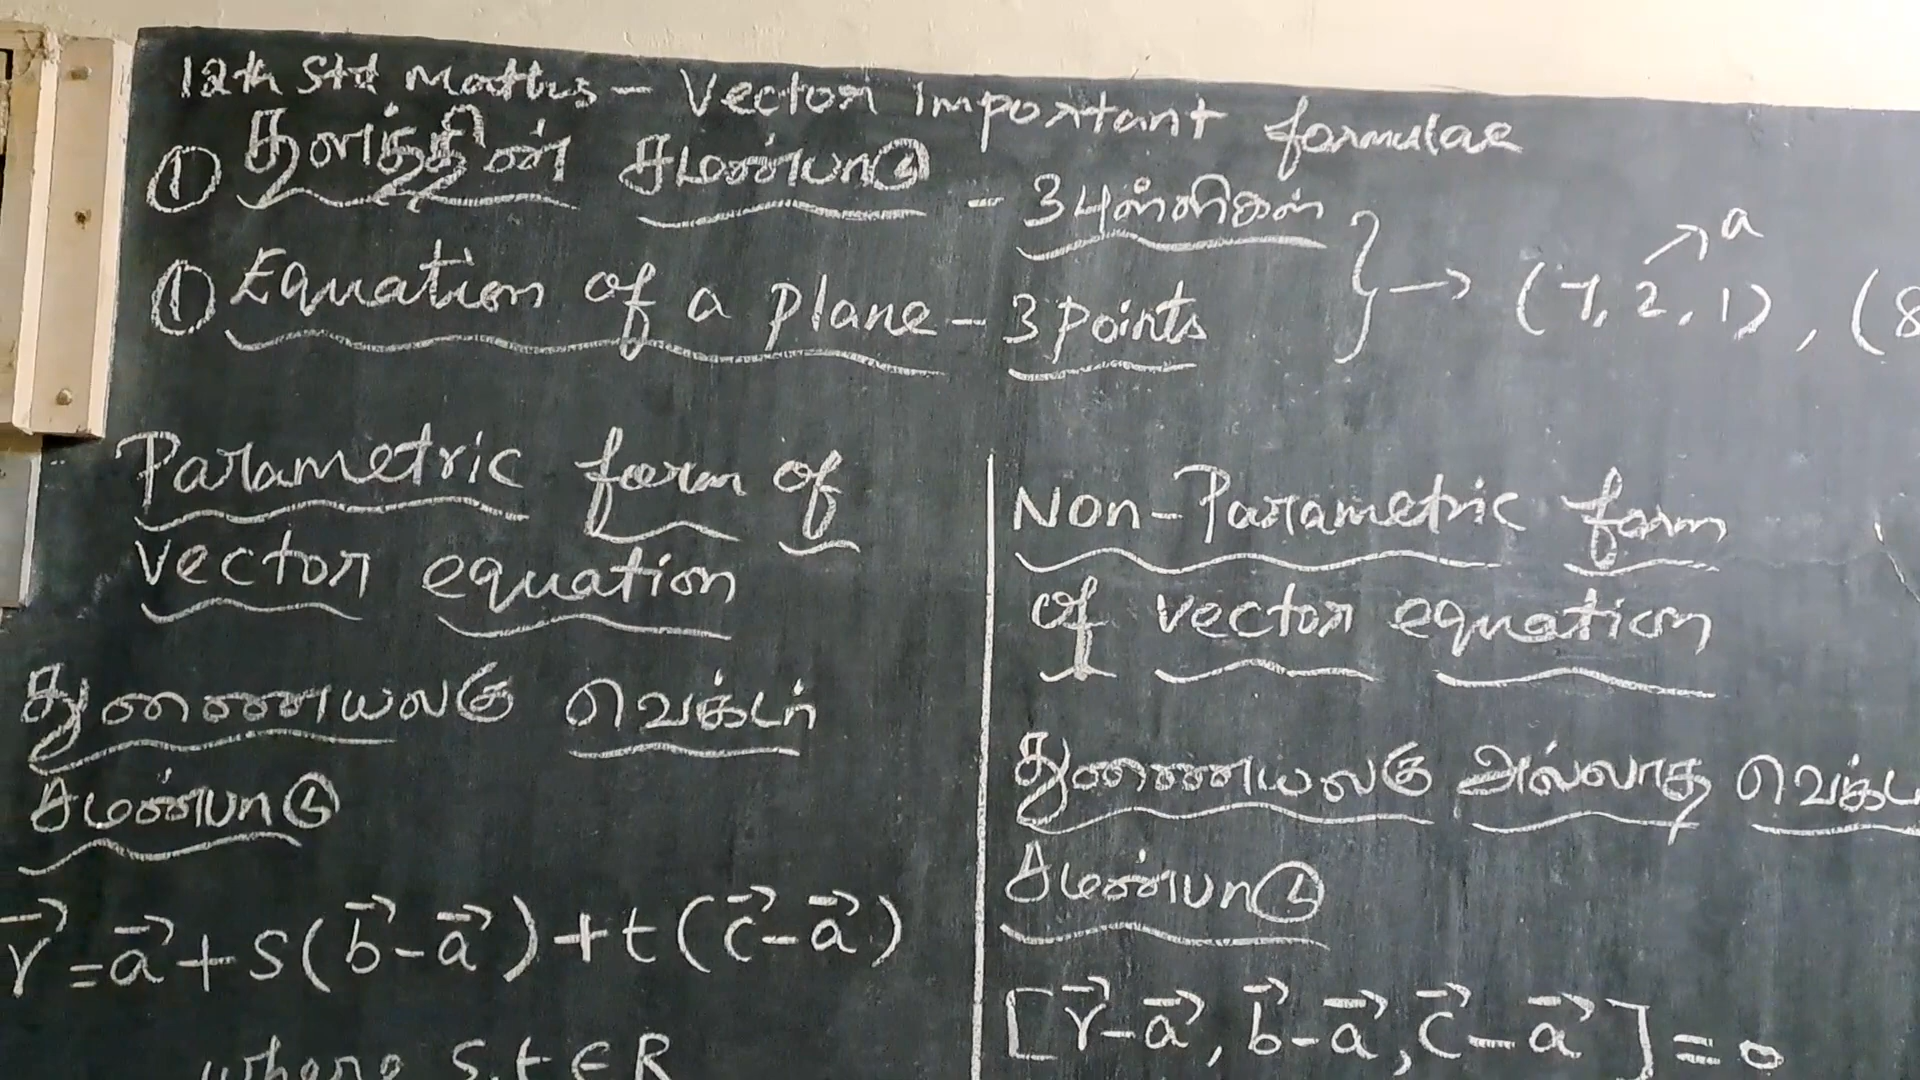 12th Std Maths - Vector Important formulae
① தளத்தின் சமன்பாடு - 3 புள்ளிகள்
① Equation of a plane - 3 points } → (7, 2, 1) , (8
a
Parametric form of
vector equation
துணையலகு வெக்டர்
சமன்பாடு
r⃗ = a⃗ + s(b⃗ - a⃗) + t(c⃗ - a⃗)
where s, t ∈ R
Non-Parametric form
of vector equation
துணையலகு அல்லாத வெக்ட
சமன்பாடு
[r⃗ - a⃗, b⃗ - a⃗, c⃗ - a⃗] = 0